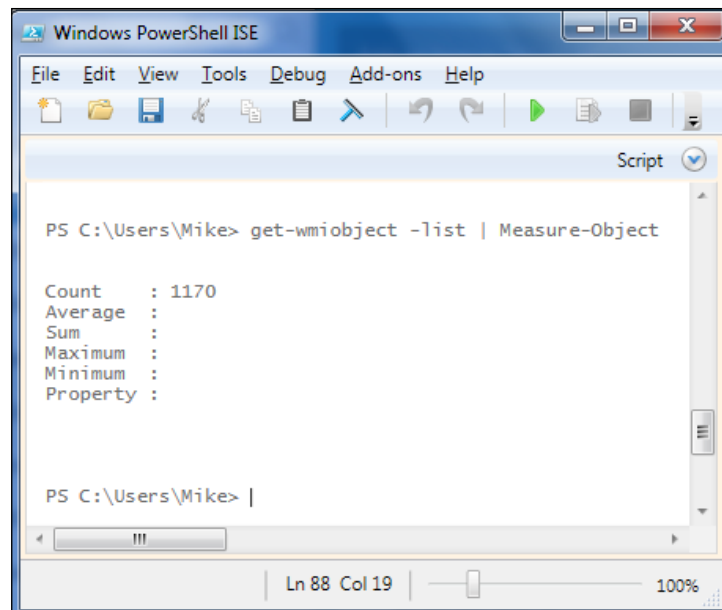 Windows PowerShell ISE
File Edit View Tools Debug Add-ons Help
Script
PS C:\Users\Mike> get-wmiobject -list | Measure-Object
Count    : 1170
Average  :
Sum      :
Maximum  :
Minimum  :
Property :
PS C:\Users\Mike>
Ln 88 Col 19 100%